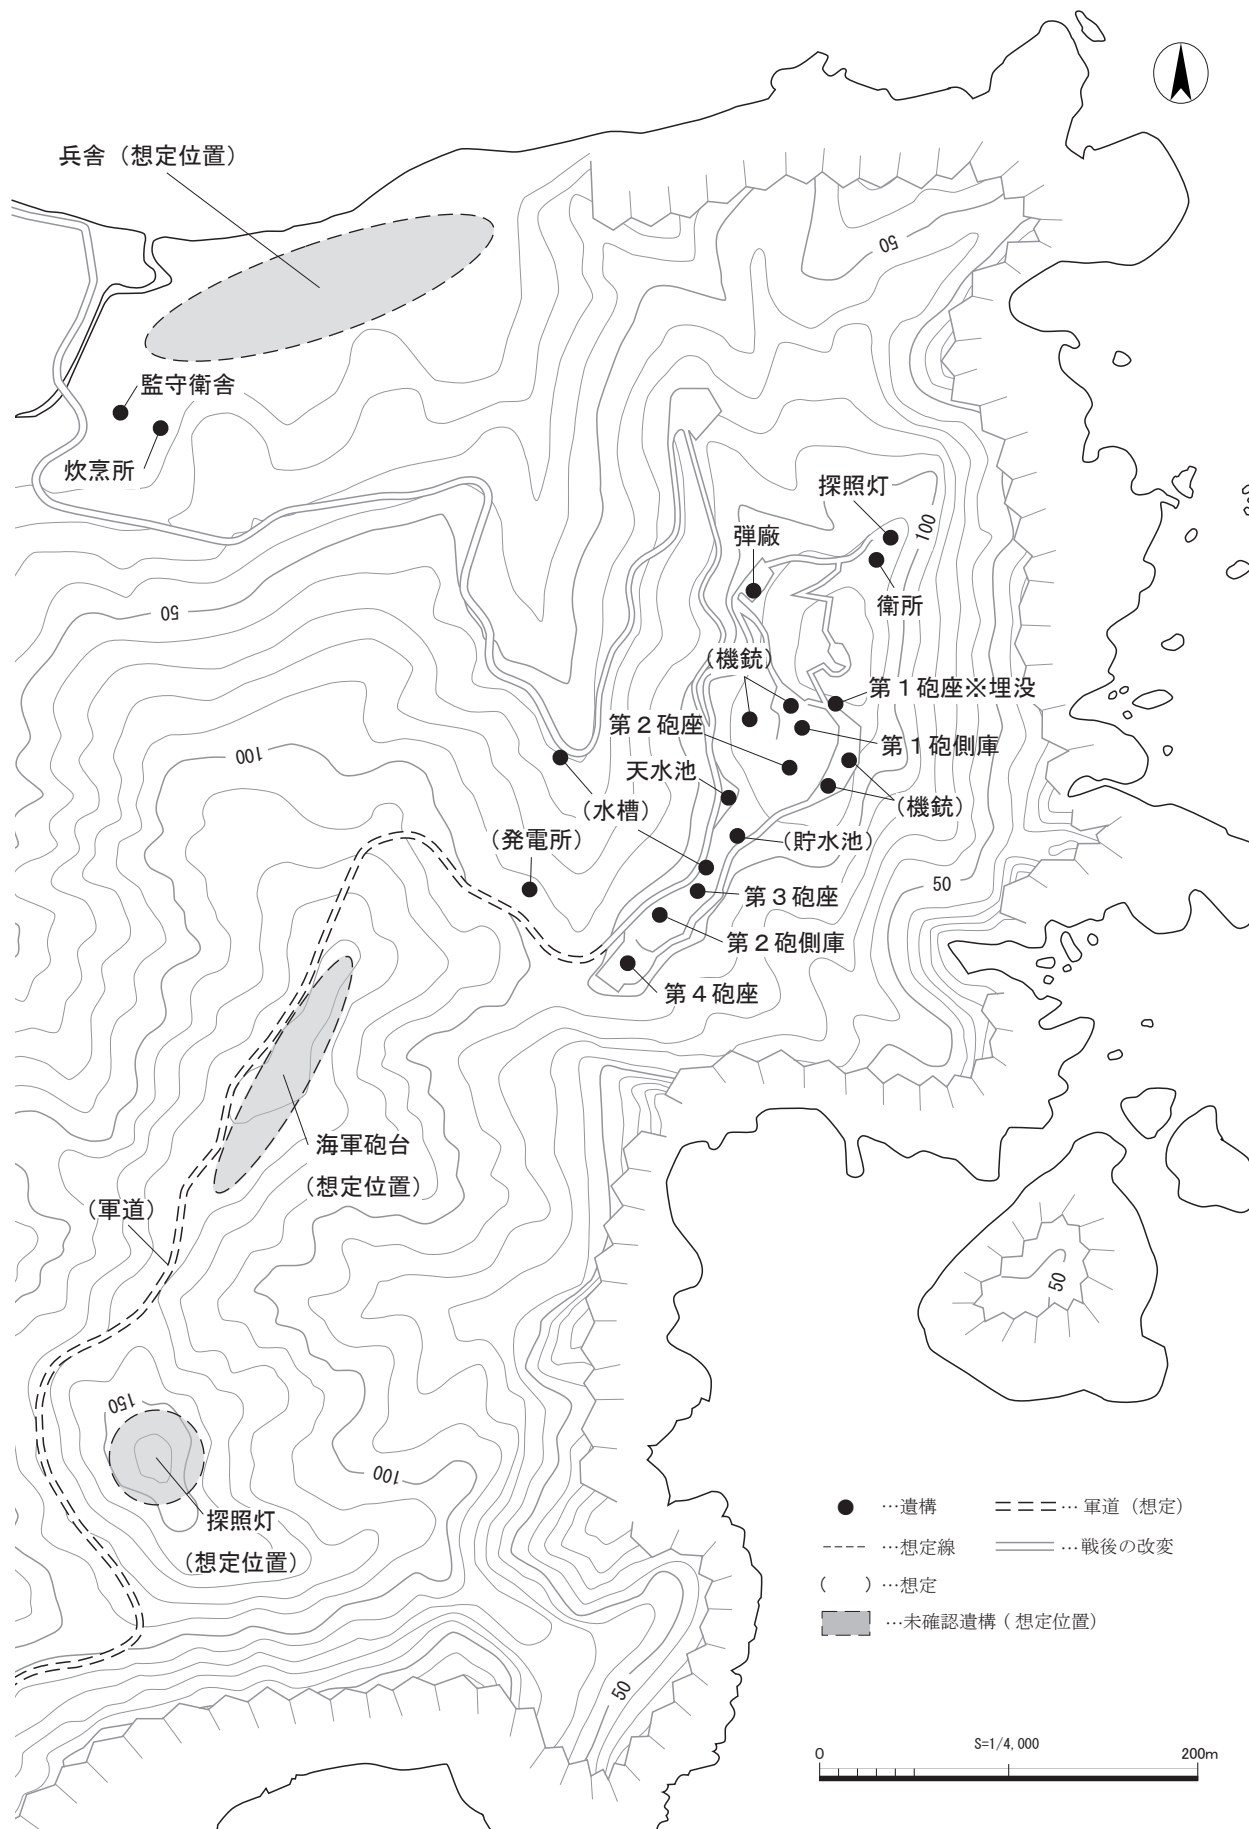 兵舎（想定位置）
50
監守衛舎
炊烹所
探照灯
100
弾廠
衛所
50
（機銃）
第１砲座※埋没
第２砲座
第１砲側庫
100
天水池
（水槽）
（機銃）
（発電所）
（貯水池）
50
第３砲座
第２砲側庫
第４砲座
海軍砲台
（想定位置）
（軍道）
50
150
100
探照灯
（想定位置）
●…遺構
===… 軍道（想定）
----…想定線
…戦後の改変
（　）…想定
…未確認遺構（想定位置）
50
S=1/4,000
0
200m